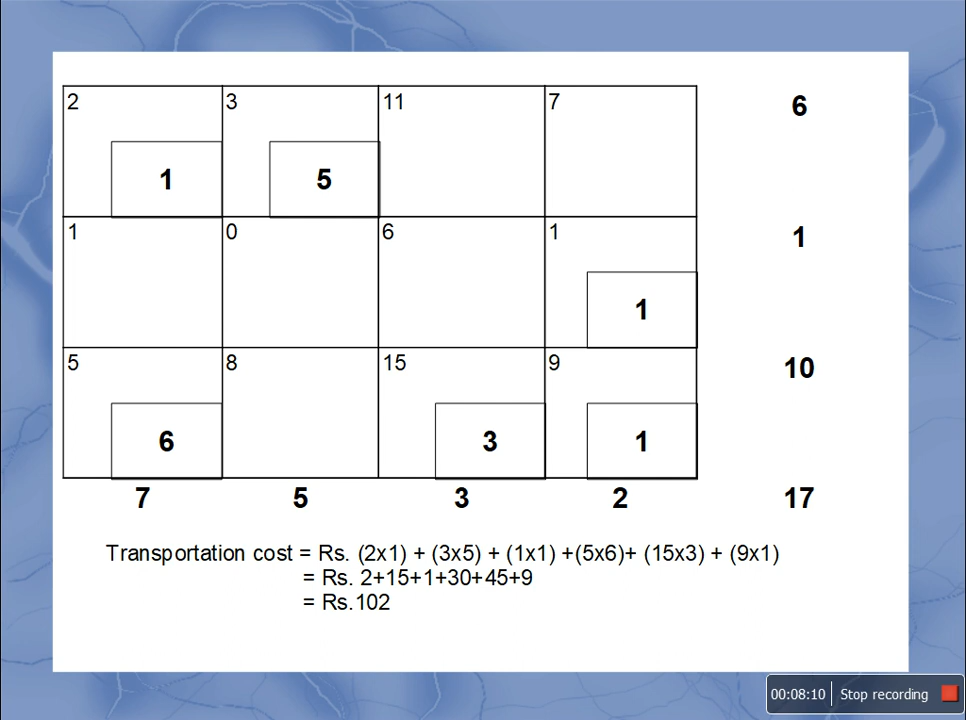 2 3 11 7 6
1 5
1 0 6 1 1
1
5 8 15 9 10
6 3 1
7 5 3 2 17
Transportation cost = Rs. (2x1) + (3x5) + (1x1) +(5x6)+ (15x3) + (9x1)
= Rs. 2+15+1+30+45+9
= Rs.102
00:08:10 Stop recording